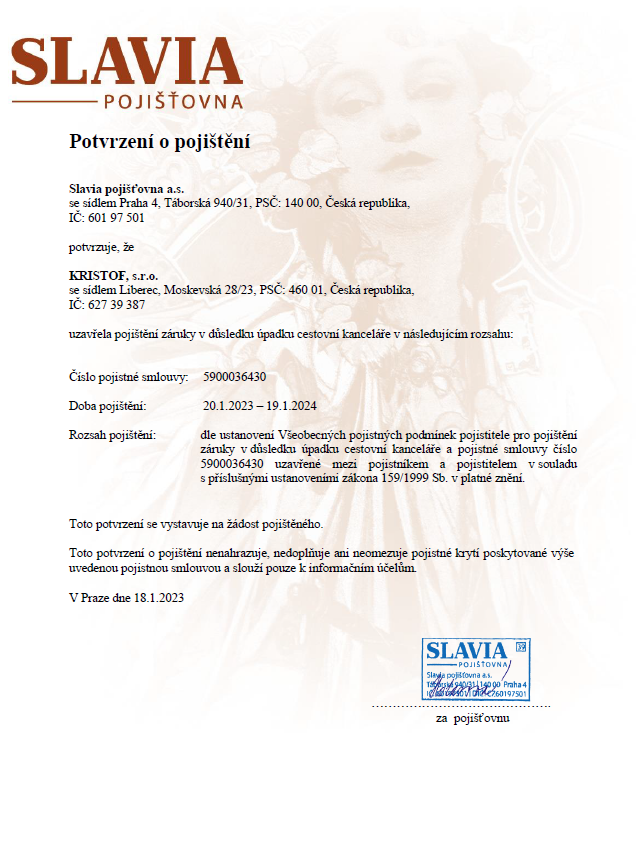 SLAVIA
POJIŠŤOVNA
Potvrzení o pojištění
Slavia pojišťovna a.s.
se sídlem Praha 4, Táborská 940/31, PSČ: 140 00, Česká republika,
IČ: 601 97 501
potvrzuje, že
KRISTOF, s.r.o.
se sídlem Liberec, Moskevská 28/23, PSČ: 460 01, Česká republika,
IČ: 627 39 387
uzavřela pojištění záruky v důsledku úpadku cestovní kanceláře v následujícím rozsahu:
Číslo pojistné smlouvy: 5900036430
Doba pojištění: 20.1.2023 – 19.1.2024
Rozsah pojištění: dle ustanovení Všeobecných pojistných podmínek pojistitele pro pojištění
záruky v důsledku úpadku cestovní kanceláře a pojistné smlouvy číslo
5900036430 uzavřené mezi pojistníkem a pojistitelem v souladu
s příslušnými ustanoveními zákona 159/1999 Sb. v platné znění.
Toto potvrzení se vystavuje na žádost pojištěného.
Toto potvrzení o pojištění nenahrazuje, nedoplňuje ani neomezuje pojistné krytí poskytované výše
uvedenou pojistnou smlouvou a slouží pouze k informačním účelům.
V Praze dne 18.1.2023
SLAVIA 39
POJIŠŤOVNA
Slavia pojišťovna a.s.
Táborská 940/31, 140 00 Praha 4
za pojišťovnu